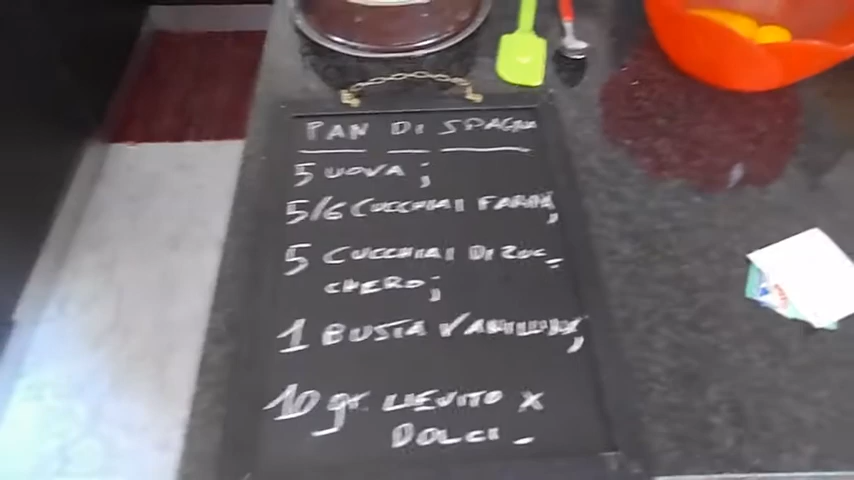 PAN DI SPAGNA
5 UOVA;
5/6 CUCCHIAI FARINA;
5 CUCCHIAI DI ZUC-
CHERO;
1 BUSTA VANILLINA;
10 gr LIEVITO X
DOLCI -